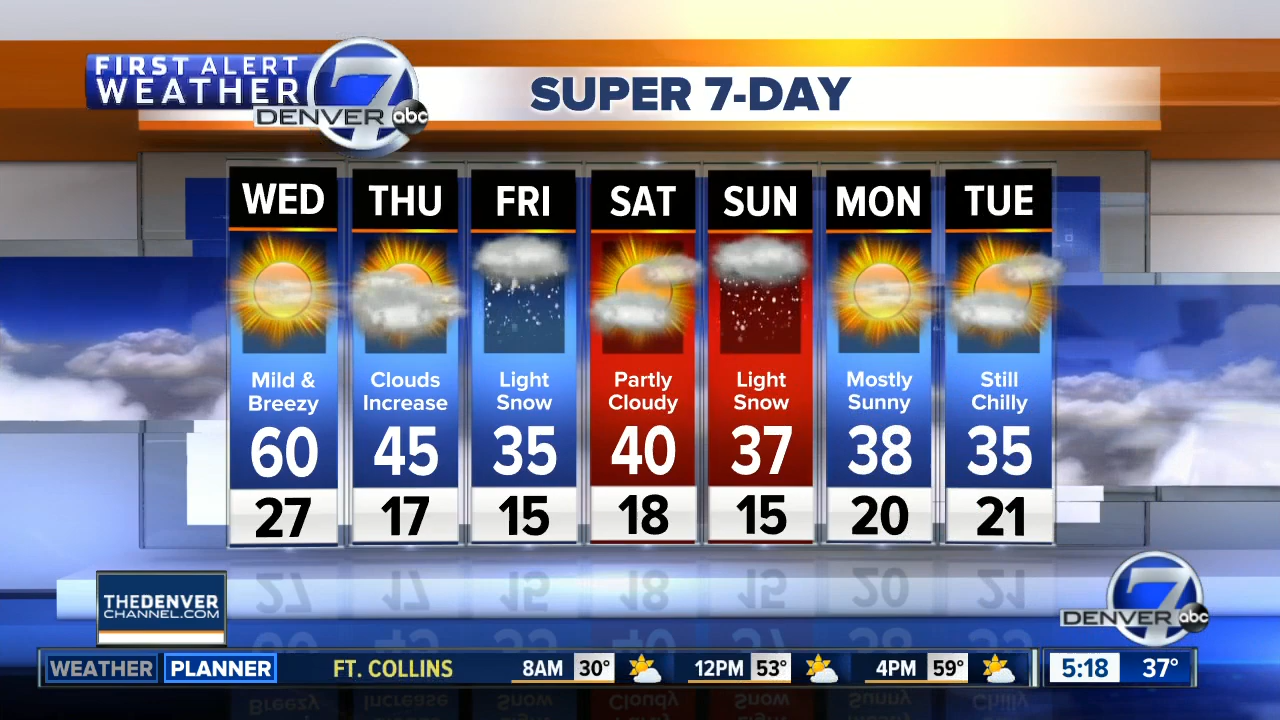 FIRST ALERT
WEATHER
7
DENVER abc
SUPER 7-DAY
WED THU FRI SAT SUN MON TUE
Mild & Clouds Light Partly Light Mostly Still
Breezy Increase Snow Cloudy Snow Sunny Chilly
60 45 35 40 37 38 35
27 17 15 18 15 20 21
THEDENVER
CHANNEL.COM
7
DENVER abc
WEATHER PLANNER FT. COLLINS 8AM 30° 12PM 53° 4PM 59° 5:18 37°